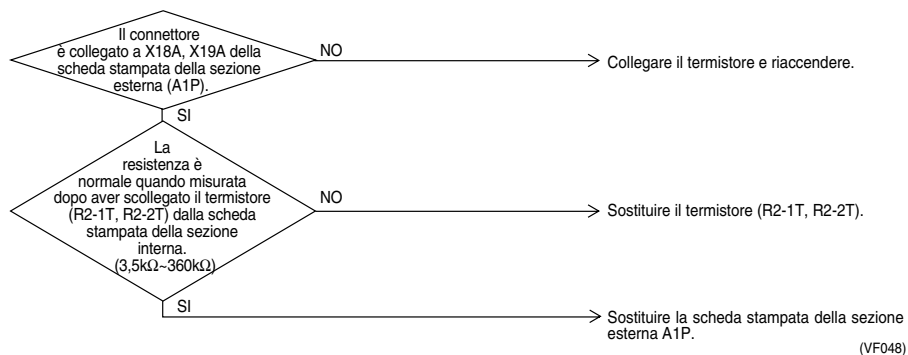 Il connettore
è collegato a X18A, X19A della
scheda stampata della sezione
esterna (A1P).
NO
Collegare il termistore e riaccendere.
SI
La
resistenza è
normale quando misurata
dopo aver scollegato il termistore
(R2-1T, R2-2T) dalla scheda
stampata della sezione
interna.
(3,5kΩ~360kΩ)
NO
Sostituire il termistore (R2-1T, R2-2T).
SI
Sostituire la scheda stampata della sezione
esterna A1P.
(VF048)